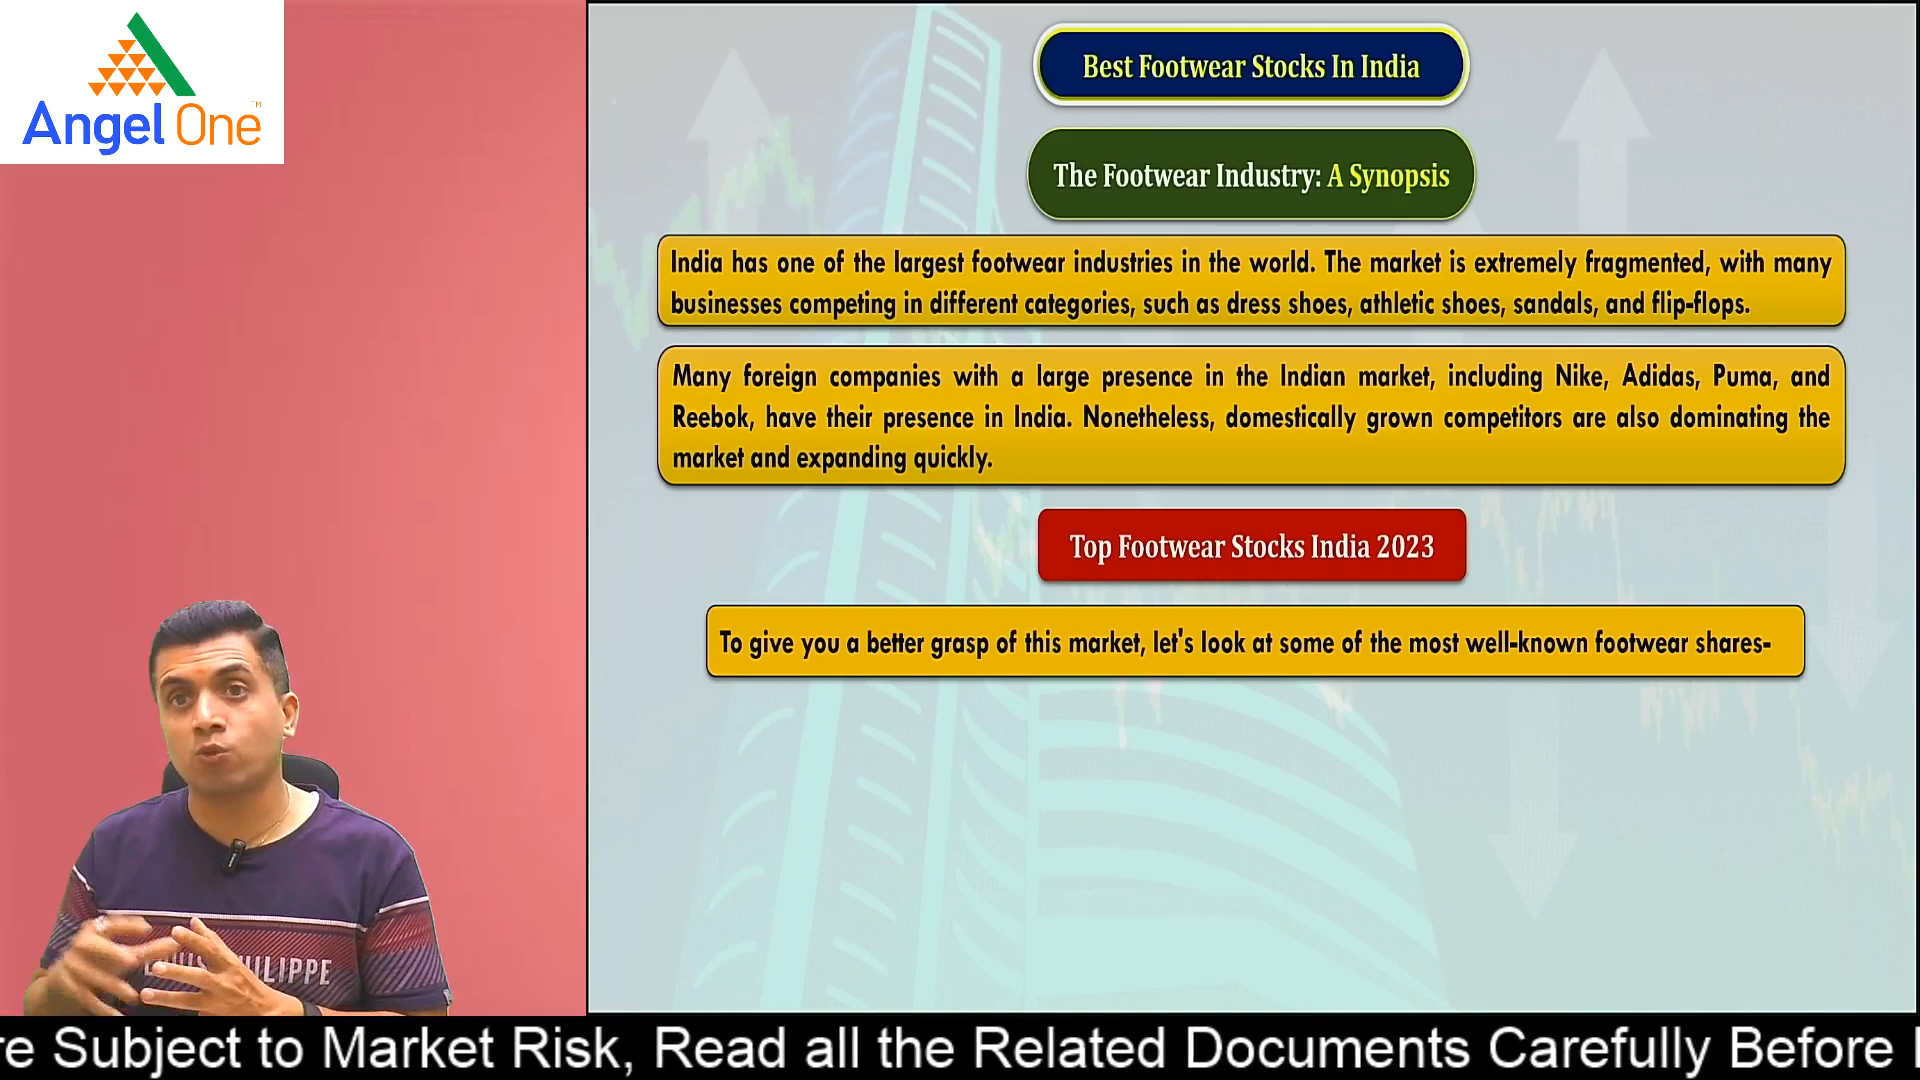 Angel One
TM
Best Footwear Stocks In India
The Footwear Industry: A Synopsis
India has one of the largest footwear industries in the world. The market is extremely fragmented, with many
businesses competing in different categories, such as dress shoes, athletic shoes, sandals, and flip-flops.
Many foreign companies with a large presence in the Indian market, including Nike, Adidas, Puma, and
Reebok, have their presence in India. Nonetheless, domestically grown competitors are also dominating the
market and expanding quickly.
Top Footwear Stocks India 2023
To give you a better grasp of this market, let's look at some of the most well-known footwear shares-
re Subject to Market Risk, Read all the Related Documents Carefully Before